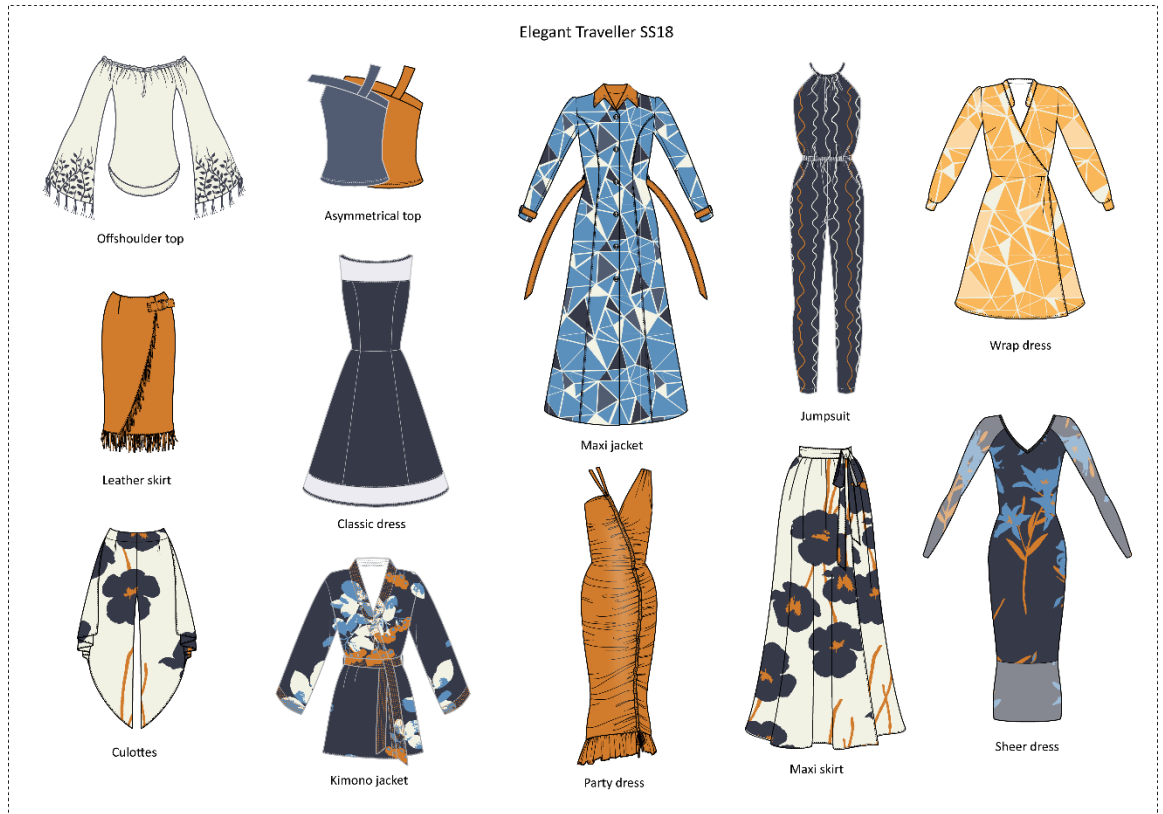 Elegant Traveller SS18
Offshoulder top
Asymmetrical top
Maxi jacket
Jumpsuit
Wrap dress
Leather skirt
Classic dress
Culottes
Kimono jacket
Party dress
Maxi skirt
Sheer dress